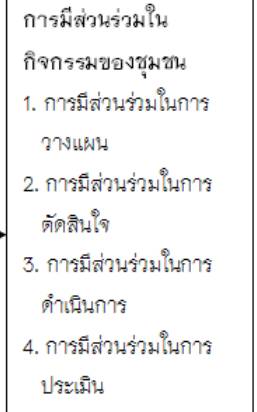 การมีส่วนร่วมใน
กิจกรรมของชุมชน
1. การมีส่วนร่วมในการ
วางแผน
2. การมีส่วนร่วมในการ
ตัดสินใจ
3. การมีส่วนร่วมในการ
ดำเนินการ
4. การมีส่วนร่วมในการ
ประเมิน